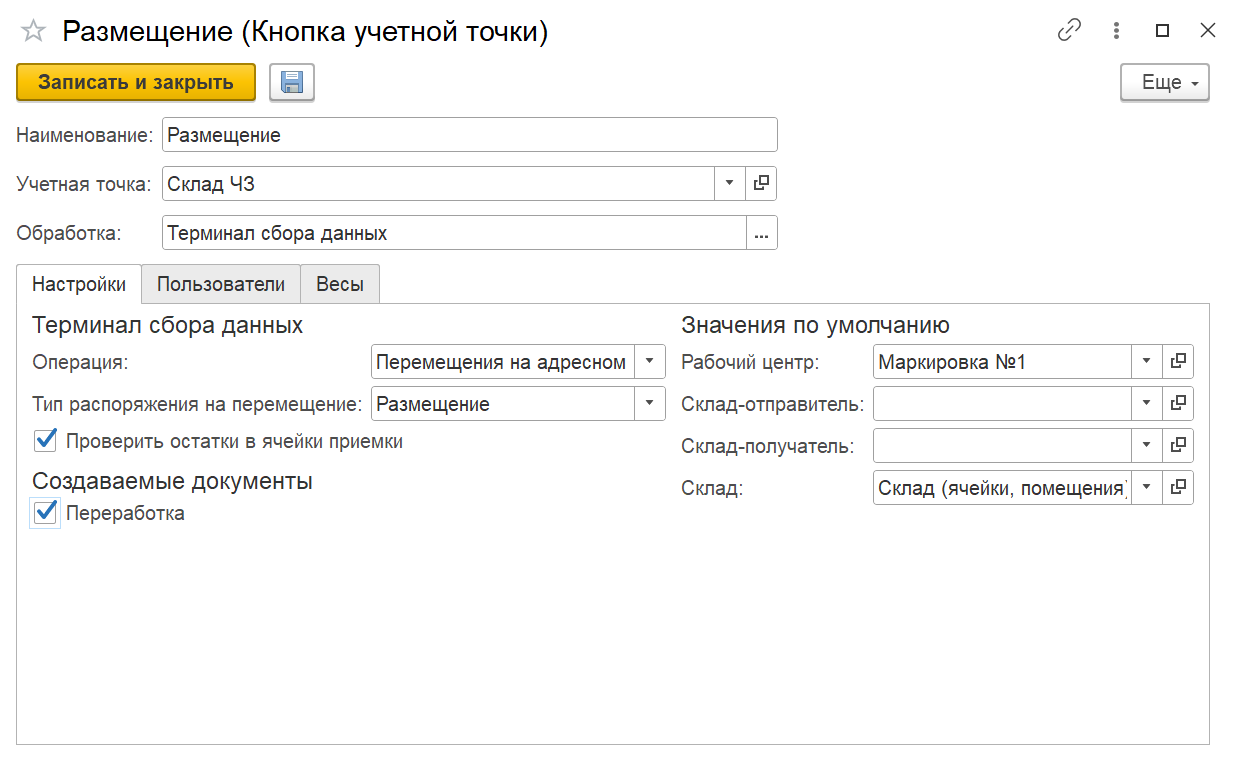 Размещение (Кнопка учетной точки)
Записать и закрыть
Еще
Наименование: Размещение
Учетная точка: Склад ЧЗ
Обработка: Терминал сбора данных ...
Настройки Пользователи Весы
Терминал сбора данных
Операция: Перемещения на адресном
Тип распоряжения на перемещение: Размещение
Проверить остатки в ячейки приемки
Создаваемые документы
Переработка
Значения по умолчанию
Рабочий центр: Маркировка №1
Склад-отправитель:
Склад-получатель:
Склад: Склад (ячейки, помещения)